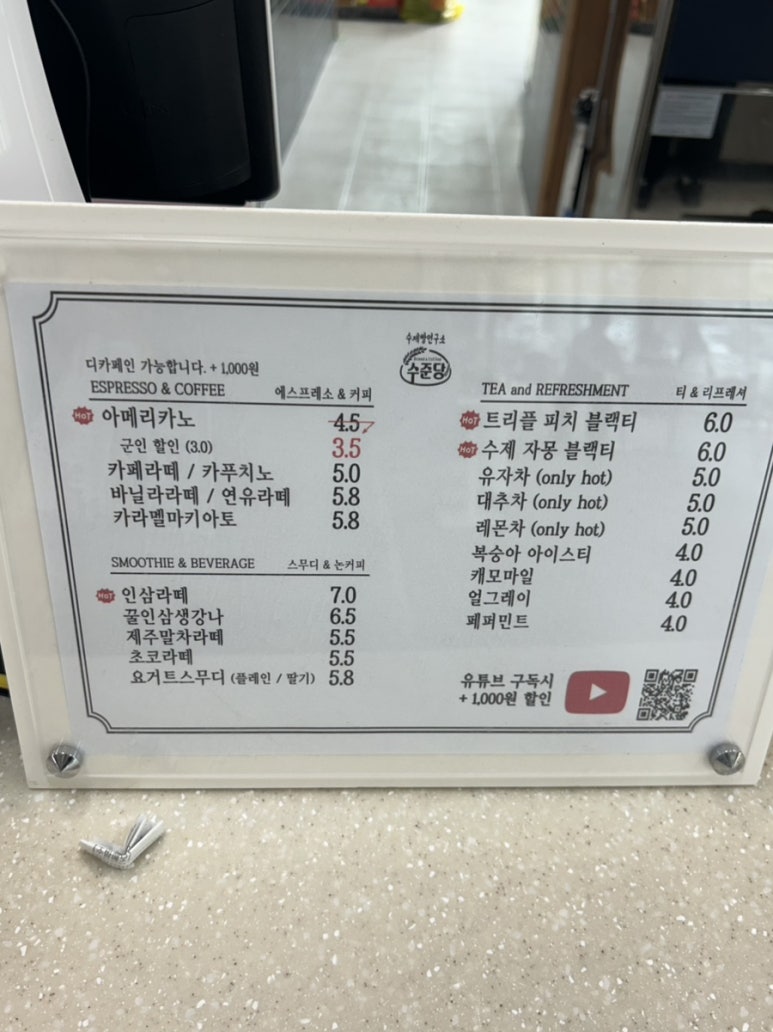 수제빵연구소
수준당
디카페인 가능합니다. + 1,000원
ESPRESSO & COFFEE 에스프레소 & 커피
HOT 아메리카노 4.5 3.5
군인 할인 (3.0)
카페라떼 / 카푸치노 5.0
바닐라라떼 / 연유라떼 5.8
카라멜마키아토 5.8
SMOOTHIE & BEVERAGE 스무디 & 논커피
HOT 인삼라떼 7.0
꿀인삼생강나 6.5
제주말차라떼 5.5
초코라떼 5.5
요거트스무디 (플레인 / 딸기) 5.8
TEA and REFRESHMENT 티 & 리프레셔
HOT 트리플 피치 블랙티 6.0
HOT 수제 자몽 블랙티 6.0
유자차 (only hot) 5.0
대추차 (only hot) 5.0
레몬차 (only hot) 5.0
복숭아 아이스티 4.0
캐모마일 4.0
얼그레이 4.0
페퍼민트 4.0
유튜브 구독시
+ 1,000원 할인